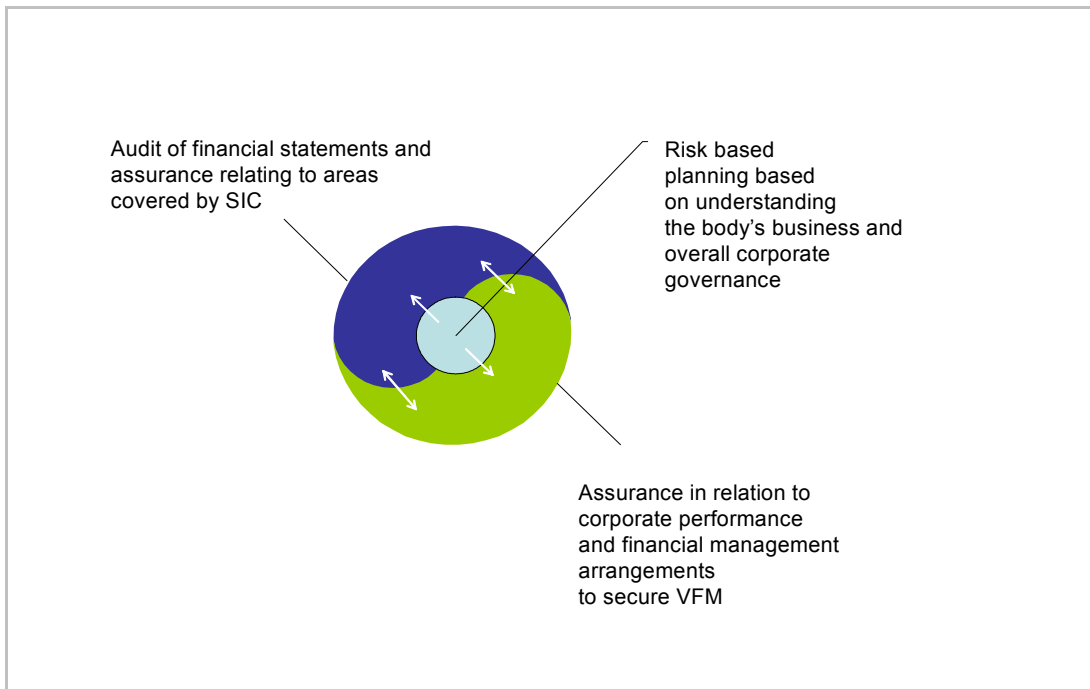 Audit of financial statements and
assurance relating to areas
covered by SIC
Risk based
planning based
on understanding
the body’s business and
overall corporate
governance
Assurance in relation to
corporate performance
and financial management
arrangements
to secure VFM